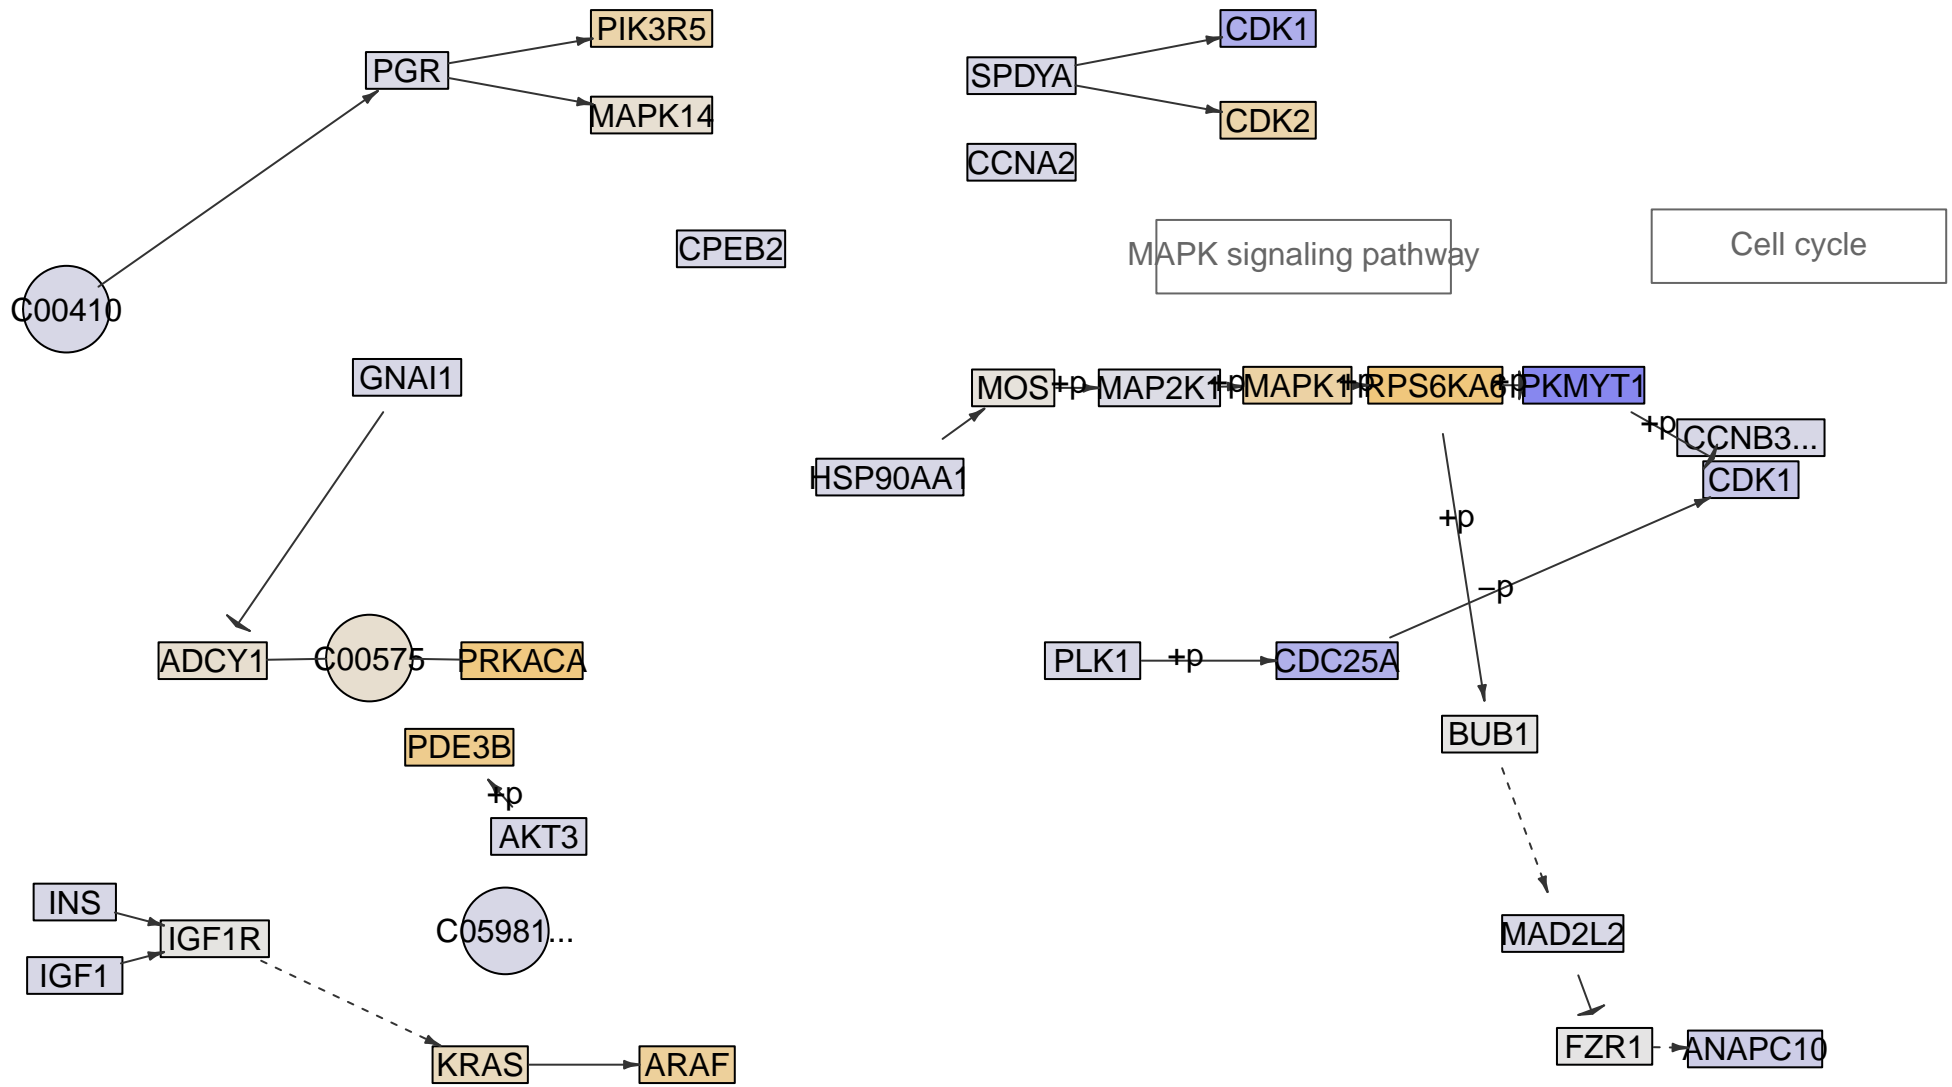 PIK3R5
CDK1
PGR
SPDYA
MAPK14
CDK2
CCNA2
CPEB2
MAPK signaling pathway
Cell cycle
C00410
GNAI1
MOS
+p
MAP2K1
+p
MAPK1
+p
RPS6KA6
+p
PKMYT1
+p
CCNB3...
HSP90AA1
CDK1
+p
−p
ADCY1
C00575
PRKACA
PLK1
+p
CDC25A
BUB1
PDE3B
+p
AKT3
INS
IGF1R
C05981...
MAD2L2
IGF1
FZR1
ANAPC10
KRAS
ARAF